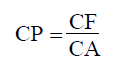 CP = CF/CA